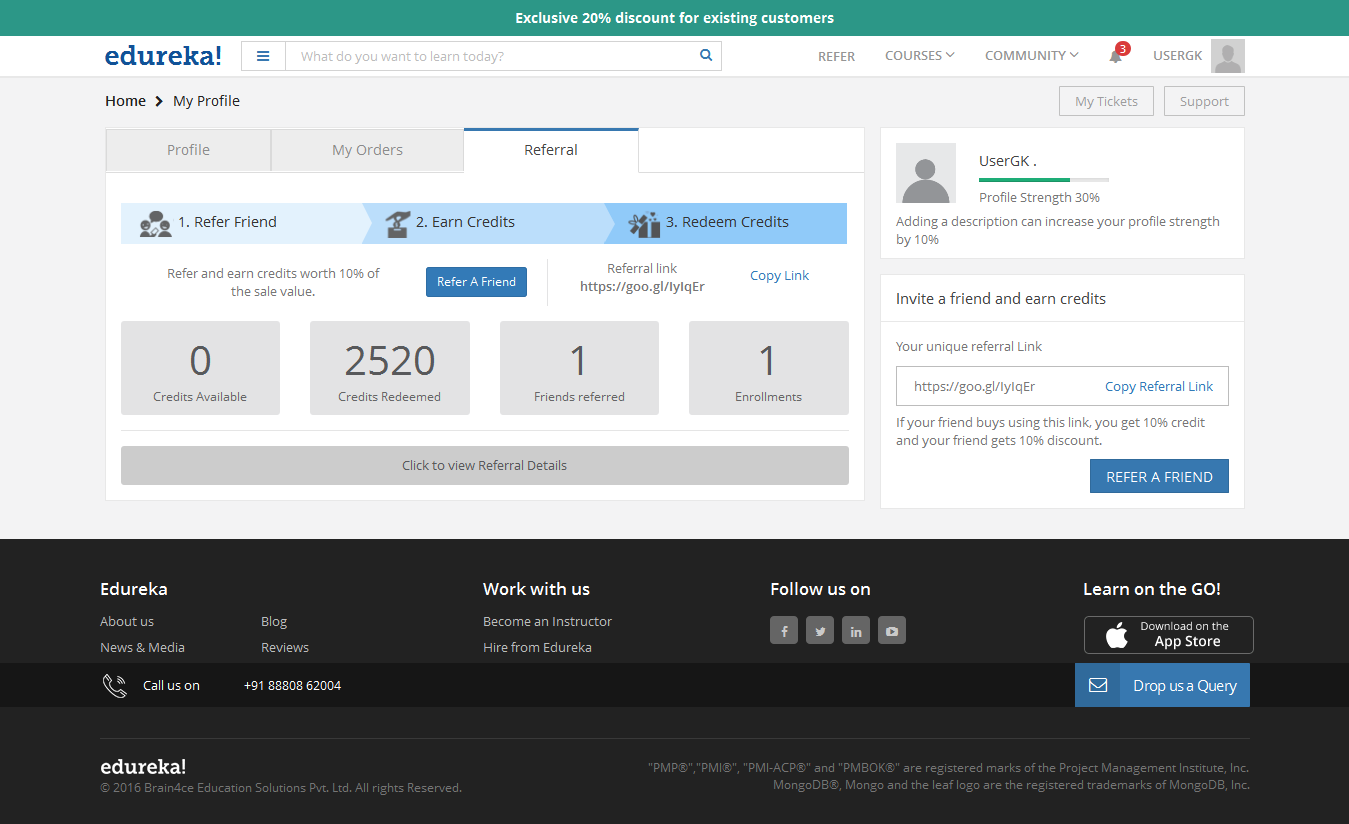 Exclusive 20% discount for existing customers
edureka!
What do you want to learn today?
REFER
COURSES
COMMUNITY
3
USERGK
Home
My Profile
My Tickets
Support
Profile
My Orders
Referral
1. Refer Friend
2. Earn Credits
3. Redeem Credits
Refer and earn credits worth 10% of
the sale value.
Refer A Friend
Referral link
https://goo.gl/IyIqEr
Copy Link
0
Credits Available
2520
Credits Redeemed
1
Friends referred
1
Enrollments
Click to view Referral Details
UserGK .
Profile Strength 30%
Adding a description can increase your profile strength
by 10%
Invite a friend and earn credits
Your unique referral Link
https://goo.gl/IyIqEr
Copy Referral Link
If your friend buys using this link, you get 10% credit
and your friend gets 10% discount.
REFER A FRIEND
Edureka
About us
Blog
News & Media
Reviews
Work with us
Become an Instructor
Hire from Edureka
Follow us on
Learn on the GO!
Download on the
App Store
Call us on
+91 88808 62004
Drop us a Query
edureka!
© 2016 Brain4ce Education Solutions Pvt. Ltd. All rights Reserved.
"PMP®","PMI®", "PMI-ACP®" and "PMBOK®" are registered marks of the Project Management Institute, Inc.
MongoDB®, Mongo and the leaf logo are the registered trademarks of MongoDB, Inc.